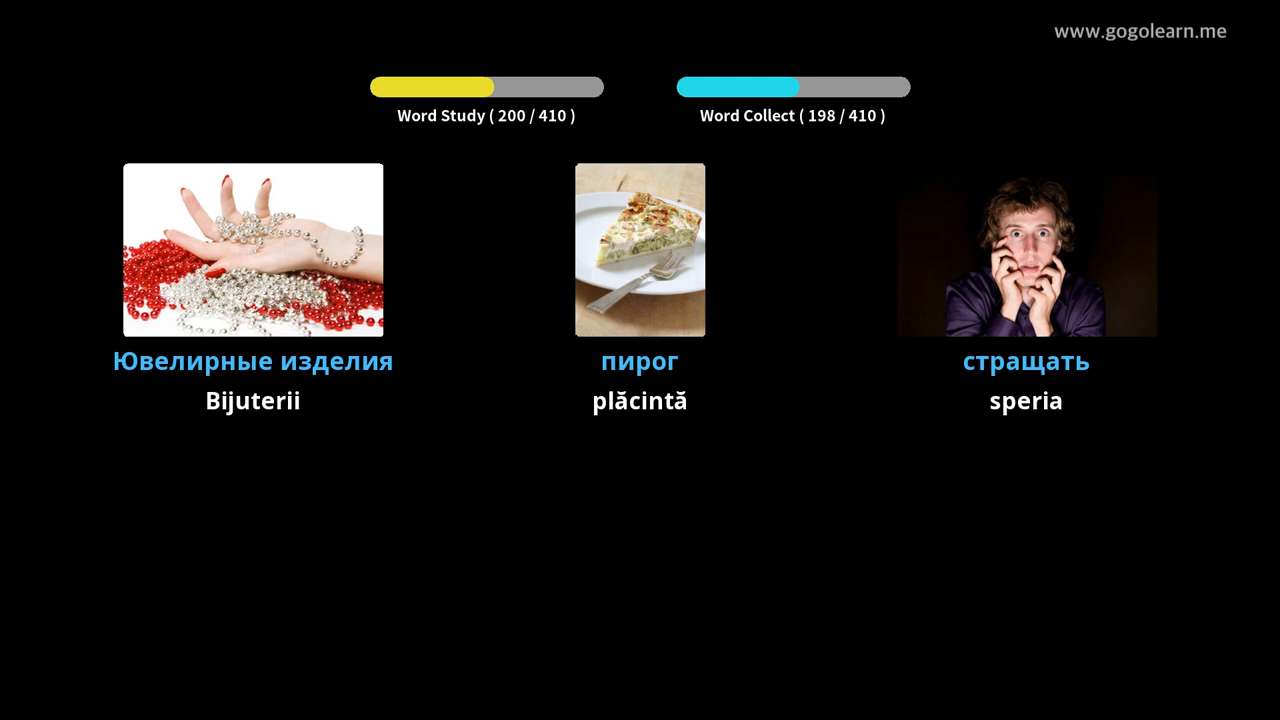 www.gogolearn.me
Word Study ( 200 / 410 )
Word Collect ( 198 / 410 )
Ювелирные изделия
Bijuterii
пирог
plăcintă
стращать
speria